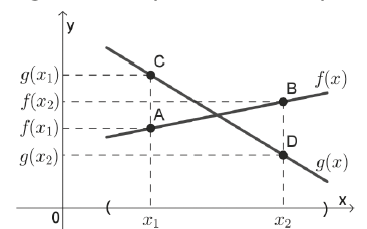 y
C
g(x₁)
f(x)
B
f(x₂)
A
f(x₁)
D
g(x₂)
g(x)
x
0 ( )
x₁ x₂